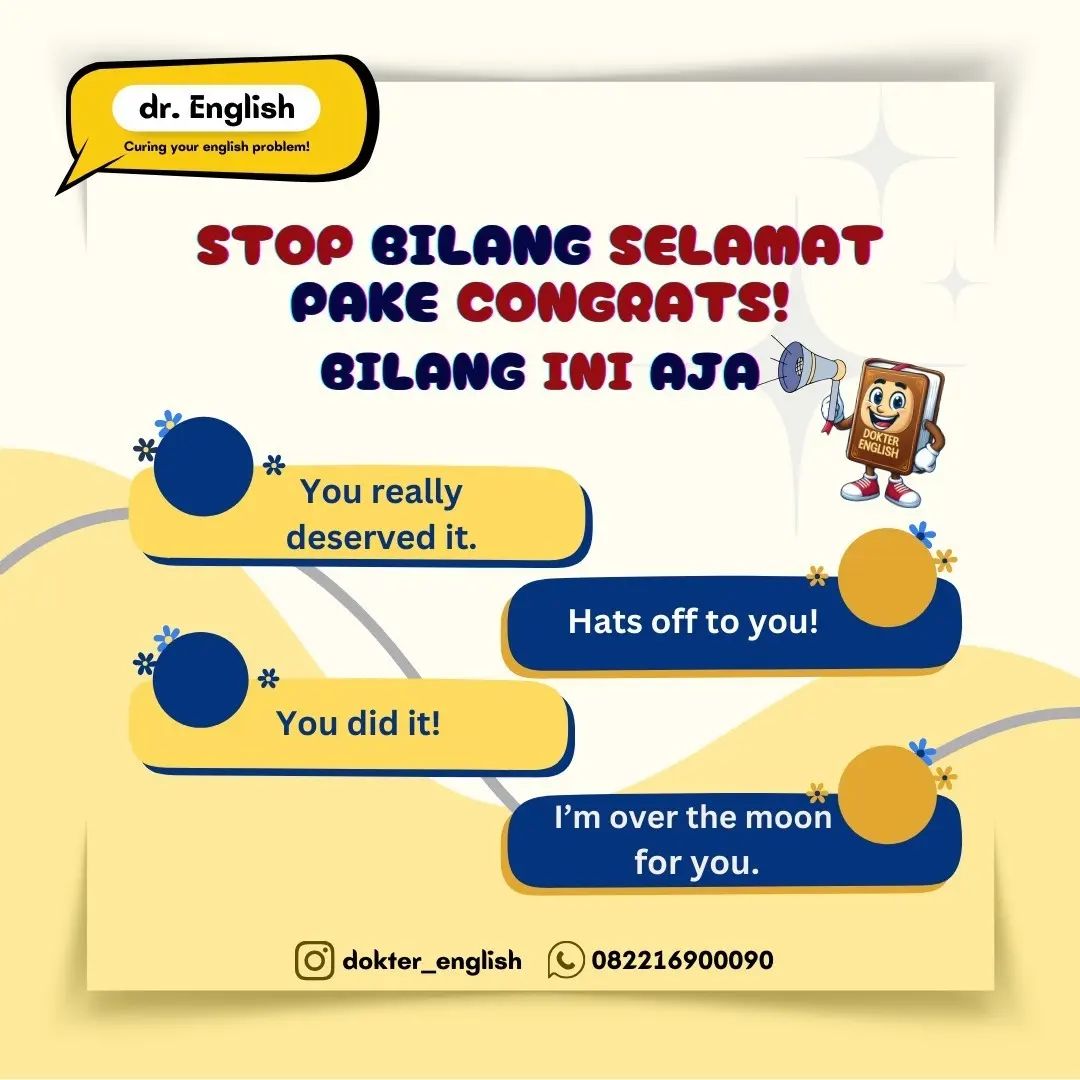 dr. English
Curing your english problem!
STOP BILANG SELAMAT
PAKE CONGRATS!
BILANG INI AJA
DOKTER
ENGLISH
You really
deserved it.
Hats off to you!
You did it!
I'm over the moon
for you.
dokter_english 082216900090